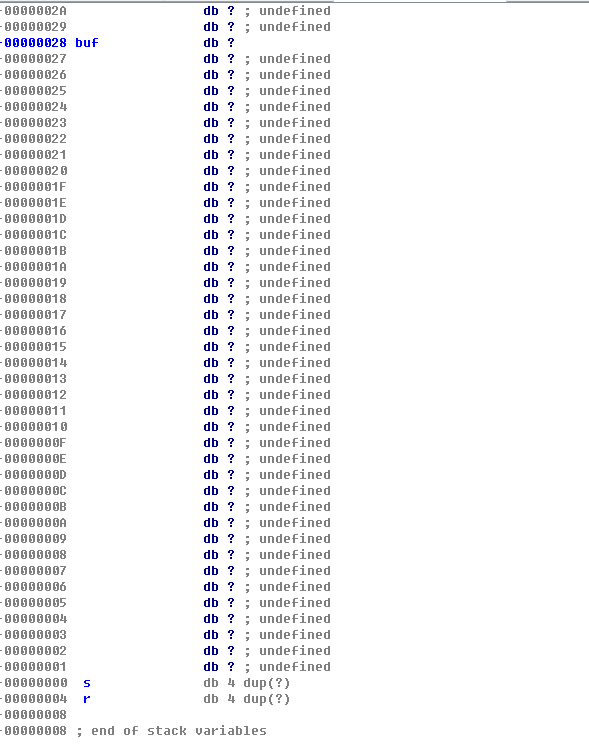 -0000002A db ? ; undefined
-00000029 db ? ; undefined
-00000028 buf db ?
-00000027 db ? ; undefined
-00000026 db ? ; undefined
-00000025 db ? ; undefined
-00000024 db ? ; undefined
-00000023 db ? ; undefined
-00000022 db ? ; undefined
-00000021 db ? ; undefined
-00000020 db ? ; undefined
-0000001F db ? ; undefined
-0000001E db ? ; undefined
-0000001D db ? ; undefined
-0000001C db ? ; undefined
-0000001B db ? ; undefined
-0000001A db ? ; undefined
-00000019 db ? ; undefined
-00000018 db ? ; undefined
-00000017 db ? ; undefined
-00000016 db ? ; undefined
-00000015 db ? ; undefined
-00000014 db ? ; undefined
-00000013 db ? ; undefined
-00000012 db ? ; undefined
-00000011 db ? ; undefined
-00000010 db ? ; undefined
-0000000F db ? ; undefined
-0000000E db ? ; undefined
-0000000D db ? ; undefined
-0000000C db ? ; undefined
-0000000B db ? ; undefined
-0000000A db ? ; undefined
-00000009 db ? ; undefined
-00000008 db ? ; undefined
-00000007 db ? ; undefined
-00000006 db ? ; undefined
-00000005 db ? ; undefined
-00000004 db ? ; undefined
-00000003 db ? ; undefined
-00000002 db ? ; undefined
-00000001 db ? ; undefined
+00000000 s db 4 dup(?)
+00000004 r db 4 dup(?)
+00000008
+00000008 ; end of stack variables